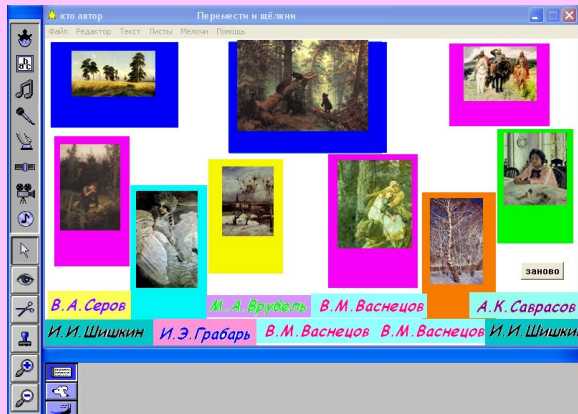 кто автор Перемести и щёлкни
Файл Редактор Текст Листы Мелочи Помощь
заново
В.А.Серов М.А.Врубель В.М.Васнецов А.К.Саврасов
И.И.Шишкин И.Э.Грабарь В.М.Васнецов В.М.Васнецов И.И.Шишкин